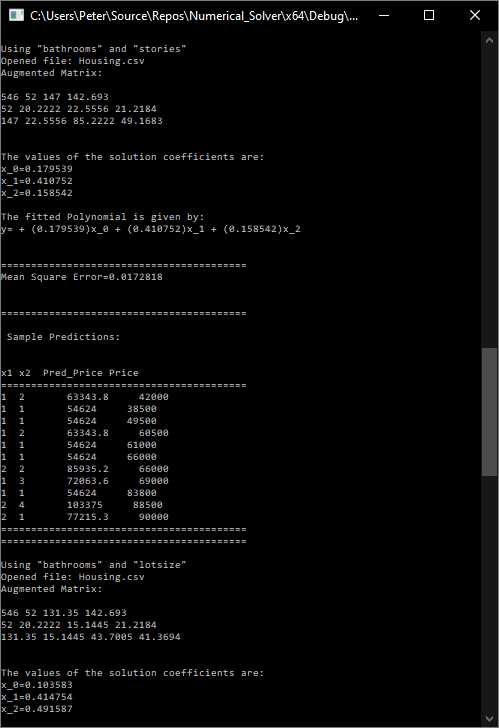 C:\Users\Peter\Source\Repos\Numerical_Solver\x64\Debug\...
Using "bathrooms" and "stories"
Opened file: Housing.csv
Augmented Matrix:
546 52 147 142.693
52 20.2222 22.5556 21.2184
147 22.5556 85.2222 49.1683
The values of the solution coefficients are:
x_0=0.179539
x_1=0.410752
x_2=0.158542
The fitted Polynomial is given by:
y= + (0.179539)x_0 + (0.410752)x_1 + (0.158542)x_2
========================================
Mean Square Error=0.0172818
========================================
Sample Predictions:
x1 x2  Pred_Price Price
========================================
1  2       63343.8     42000
1  1       54624     38500
1  1       54624     49500
1  2       63343.8     60500
1  1       54624     61000
1  1       54624     66000
2  2       85935.2     66000
1  3       72063.6     69000
1  1       54624     83800
2  4       103375     88500
2  1       77215.3     90000
========================================
========================================
Using "bathrooms" and "lotsize"
Opened file: Housing.csv
Augmented Matrix:
546 52 131.35 142.693
52 20.2222 15.1445 21.2184
131.35 15.1445 43.7005 41.3694
The values of the solution coefficients are:
x_0=0.103583
x_1=0.414754
x_2=0.491587